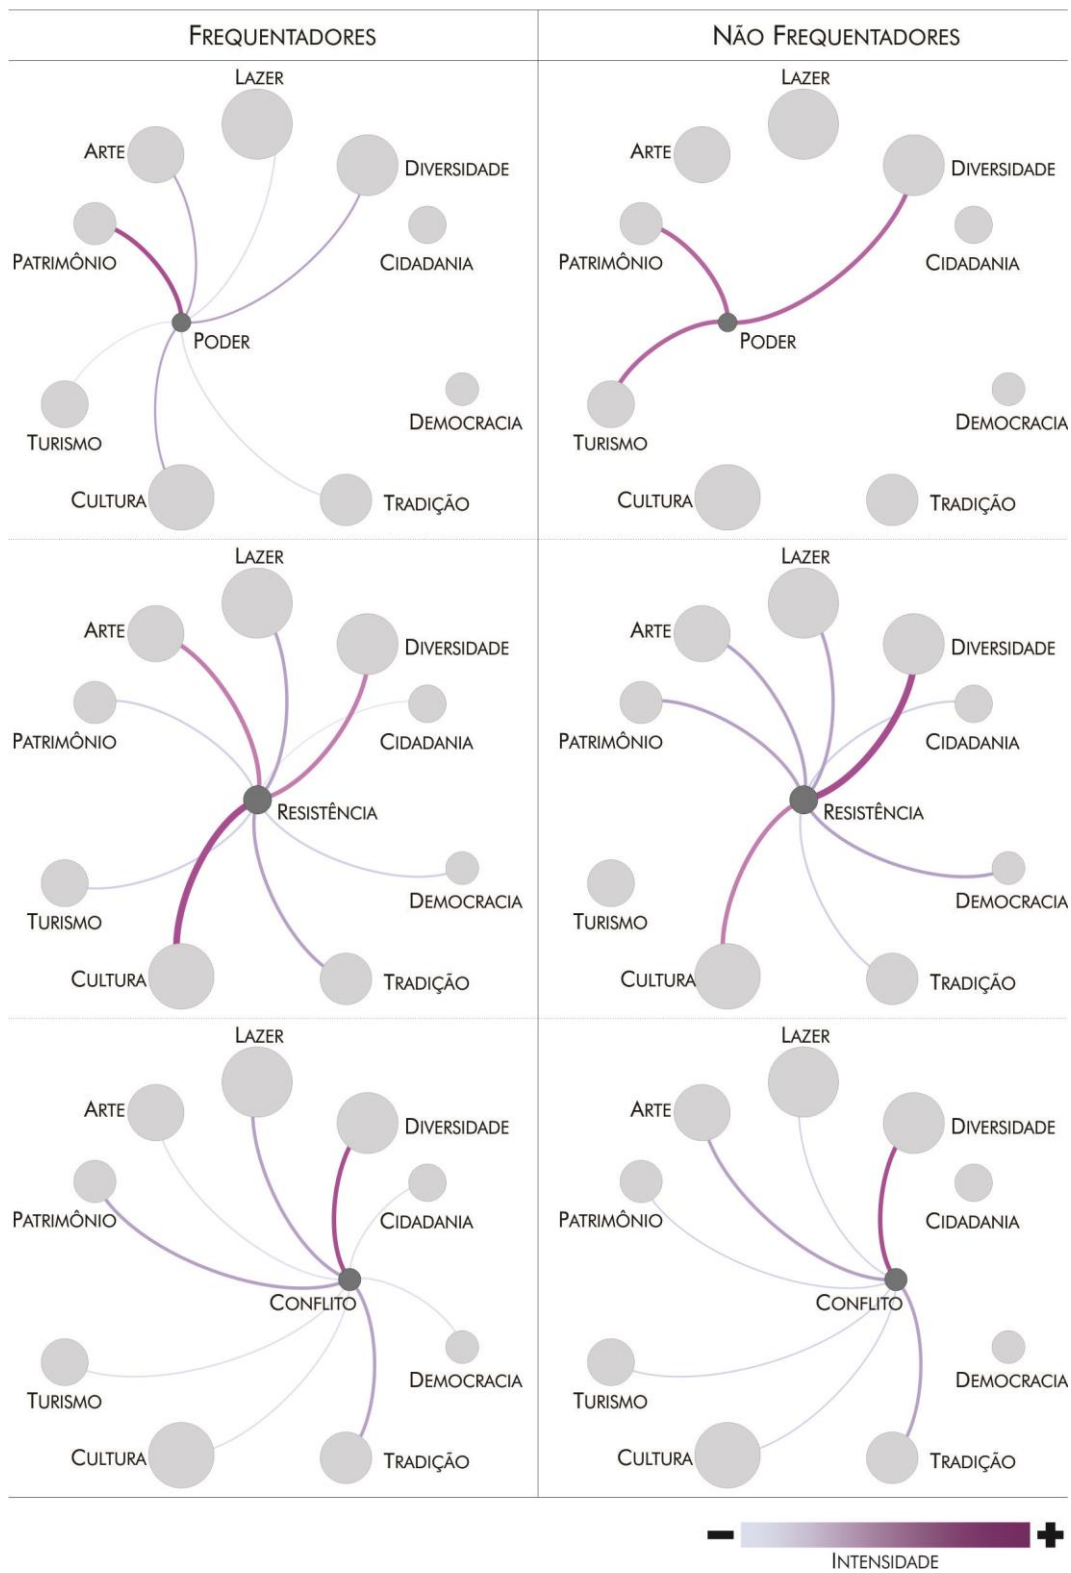 FREQUENTADORES
NÃO FREQUENTADORES
LAZER
ARTE
DIVERSIDADE
PATRIMÔNIO
CIDADANIA
PODER
TURISMO
DEMOCRACIA
CULTURA
TRADIÇÃO
LAZER
ARTE
DIVERSIDADE
PATRIMÔNIO
CIDADANIA
PODER
TURISMO
DEMOCRACIA
CULTURA
TRADIÇÃO
LAZER
ARTE
DIVERSIDADE
PATRIMÔNIO
CIDADANIA
RESISTÊNCIA
TURISMO
DEMOCRACIA
CULTURA
TRADIÇÃO
LAZER
ARTE
DIVERSIDADE
PATRIMÔNIO
CIDADANIA
RESISTÊNCIA
TURISMO
DEMOCRACIA
CULTURA
TRADIÇÃO
LAZER
ARTE
DIVERSIDADE
PATRIMÔNIO
CIDADANIA
CONFLITO
TURISMO
DEMOCRACIA
CULTURA
TRADIÇÃO
LAZER
ARTE
DIVERSIDADE
PATRIMÔNIO
CIDADANIA
CONFLITO
TURISMO
DEMOCRACIA
CULTURA
TRADIÇÃO
− +
INTENSIDADE